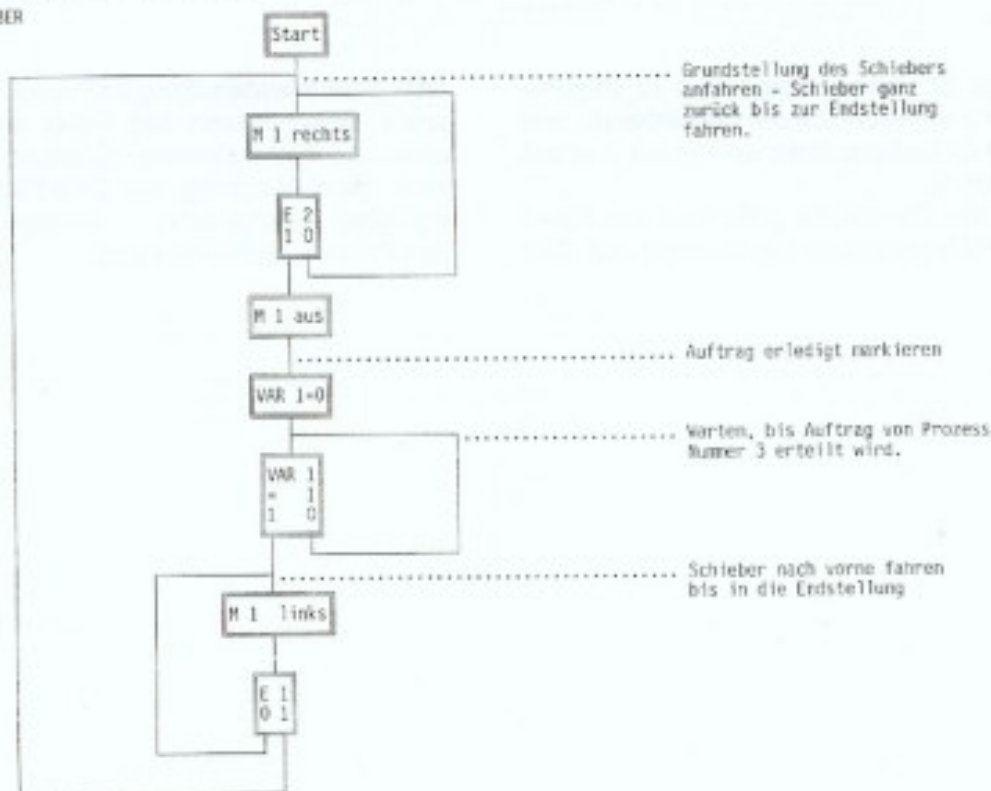 BER
Start
Grundstellung des Schiebers
anfahren - Schieber ganz
zurück bis zur Endstellung
fahren.
M 1 rechts
E 2
1 0
M 1 aus
Auftrag erledigt markieren
VAR 1=0
Warten, bis Auftrag von Prozess
Nummer 3 erteilt wird.
VAR 1
= 1
1 0
Schieber nach vorne fahren
bis in die Endstellung
M 1 links
E 1
0 1